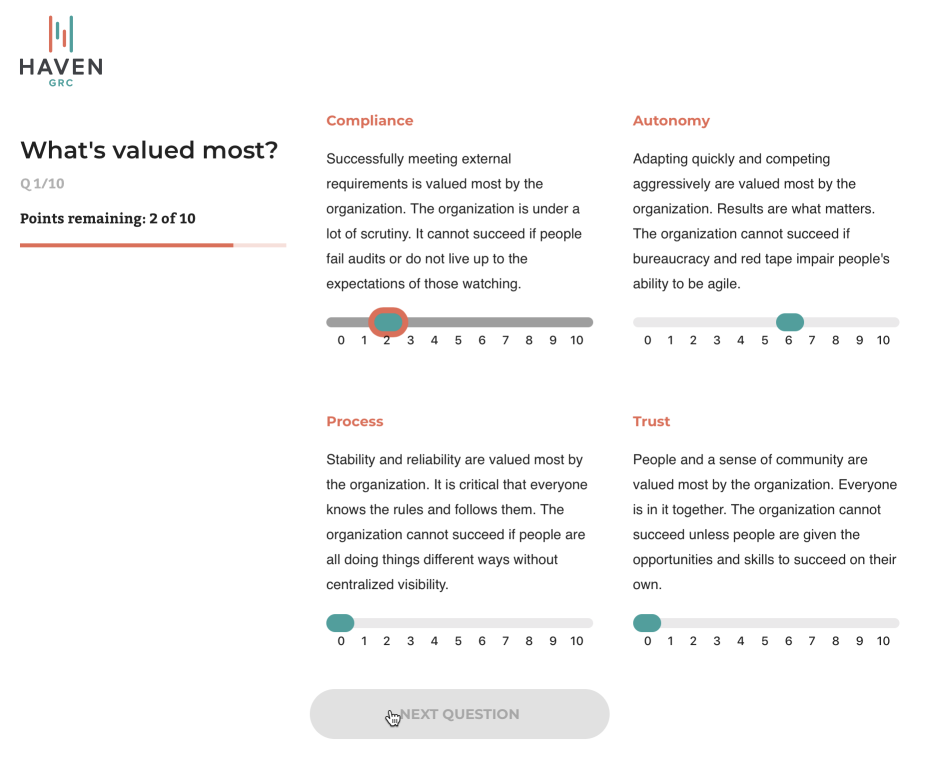 HAVEN
GRC
What's valued most?
Q 1/10
Points remaining: 2 of 10
Compliance
Successfully meeting external
requirements is valued most by the
organization. The organization is under a
lot of scrutiny. It cannot succeed if people
fail audits or do not live up to the
expectations of those watching.
0 1 2 3 4 5 6 7 8 9 10
Autonomy
Adapting quickly and competing
aggressively are valued most by the
organization. Results are what matters.
The organization cannot succeed if
bureaucracy and red tape impair people's
ability to be agile.
0 1 2 3 4 5 6 7 8 9 10
Process
Stability and reliability are valued most by
the organization. It is critical that everyone
knows the rules and follows them. The
organization cannot succeed if people are
all doing things different ways without
centralized visibility.
0 1 2 3 4 5 6 7 8 9 10
Trust
People and a sense of community are
valued most by the organization. Everyone
is in it together. The organization cannot
succeed unless people are given the
opportunities and skills to succeed on their
own.
0 1 2 3 4 5 6 7 8 9 10
NEXT QUESTION